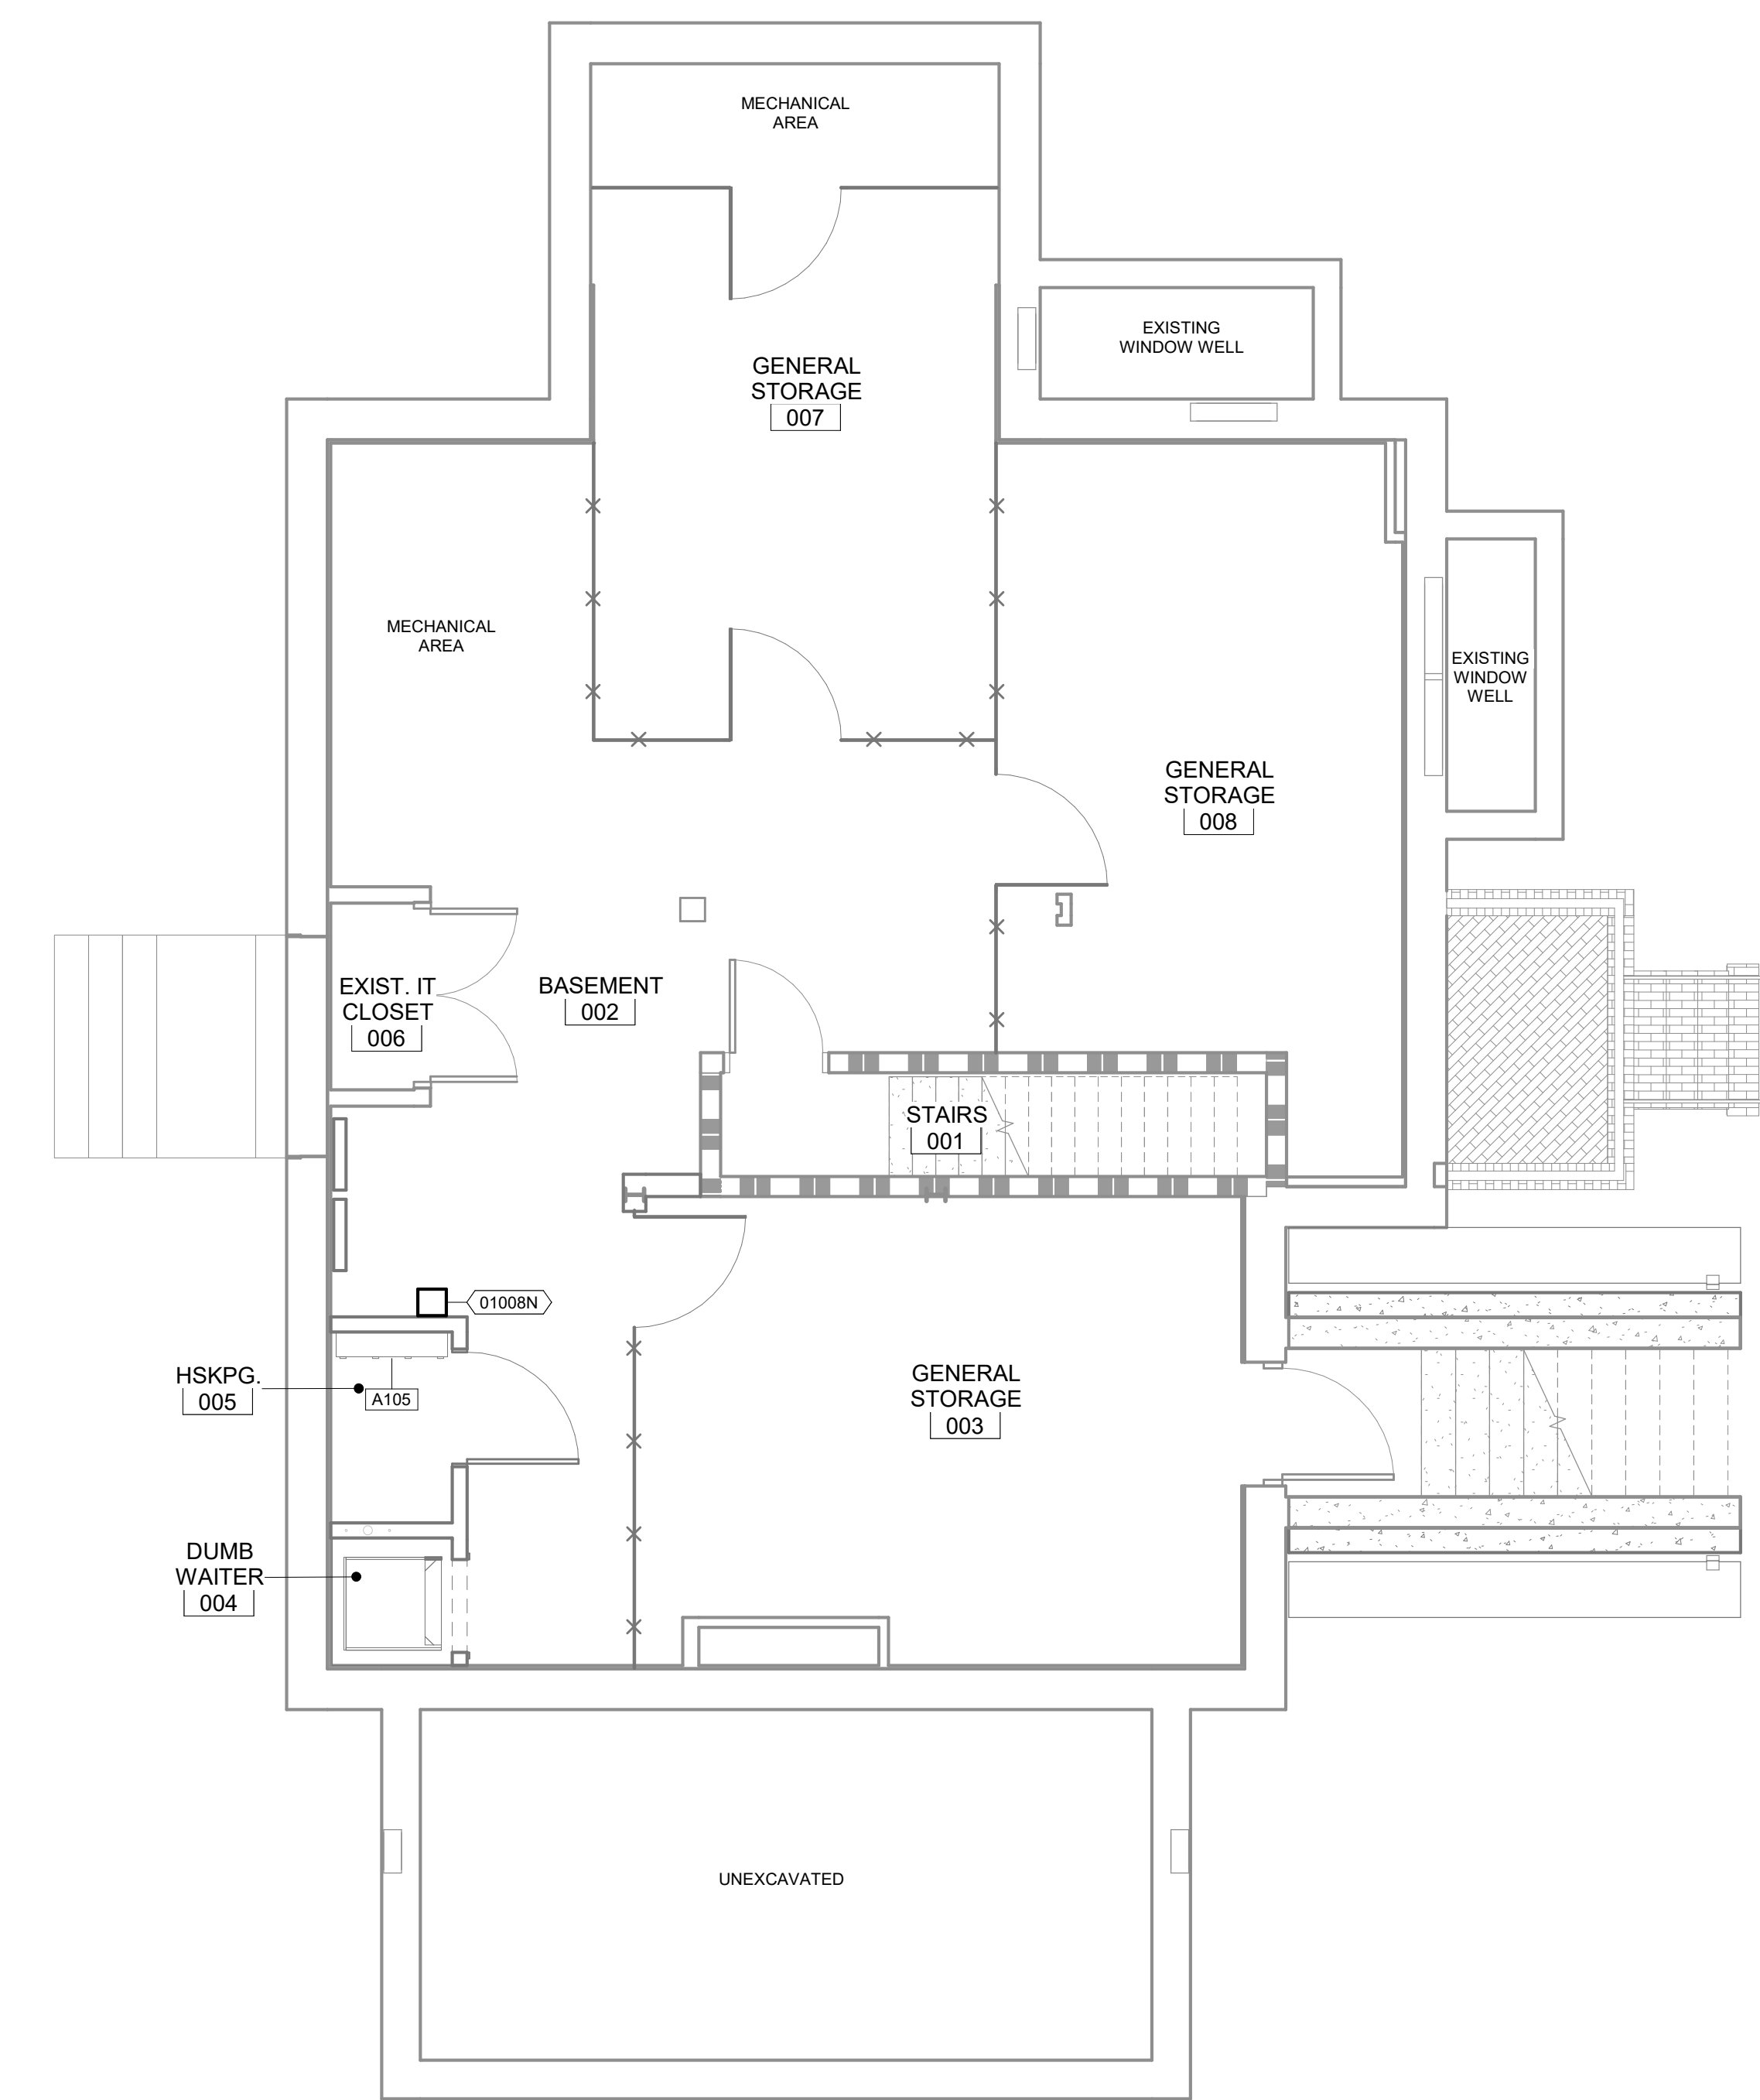 MECHANICAL
AREA
EXISTING
WINDOW WELL
GENERAL
STORAGE
007
MECHANICAL
AREA
EXISTING
WINDOW
WELL
GENERAL
STORAGE
008
EXIST. IT
CLOSET
006
BASEMENT
002
STAIRS
001
01008N
HSKPG.
005
A105
GENERAL
STORAGE
003
DUMB
WAITER
004
UNEXCAVATED